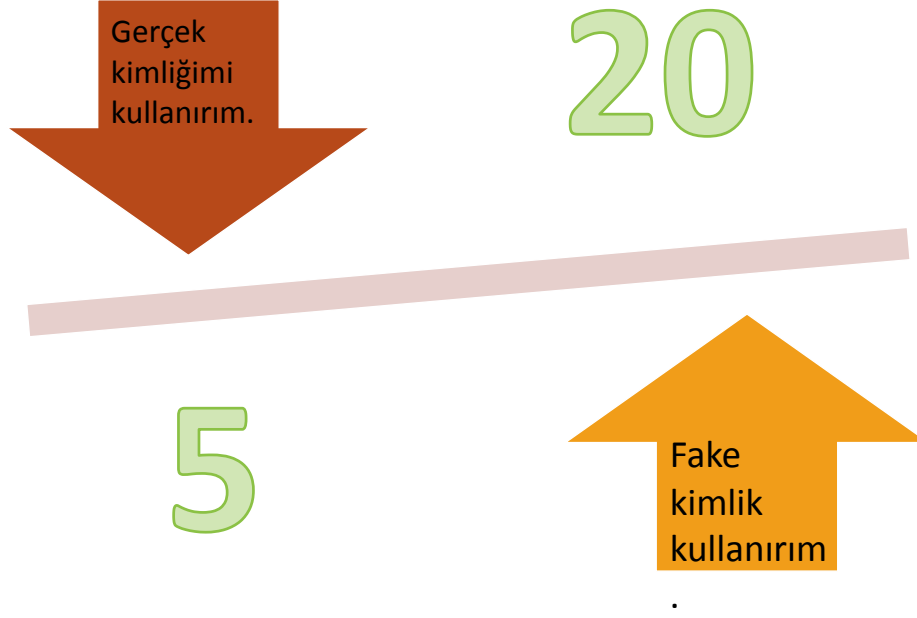 Gerçek
kimliğimi
kullanırım.
20
5
Fake
kimlik
kullanırım
.